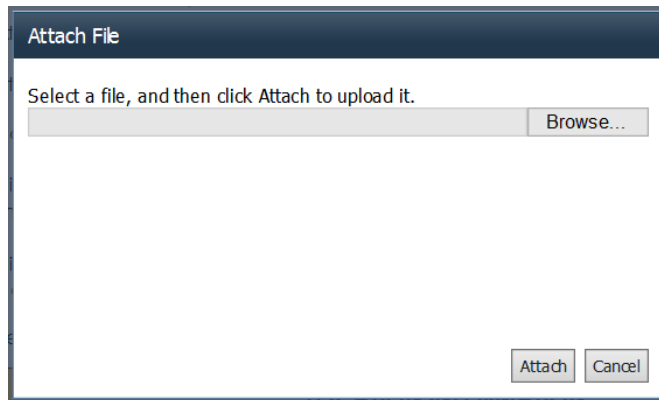 Attach File
Select a file, and then click Attach to upload it.
Browse...
Attach Cancel